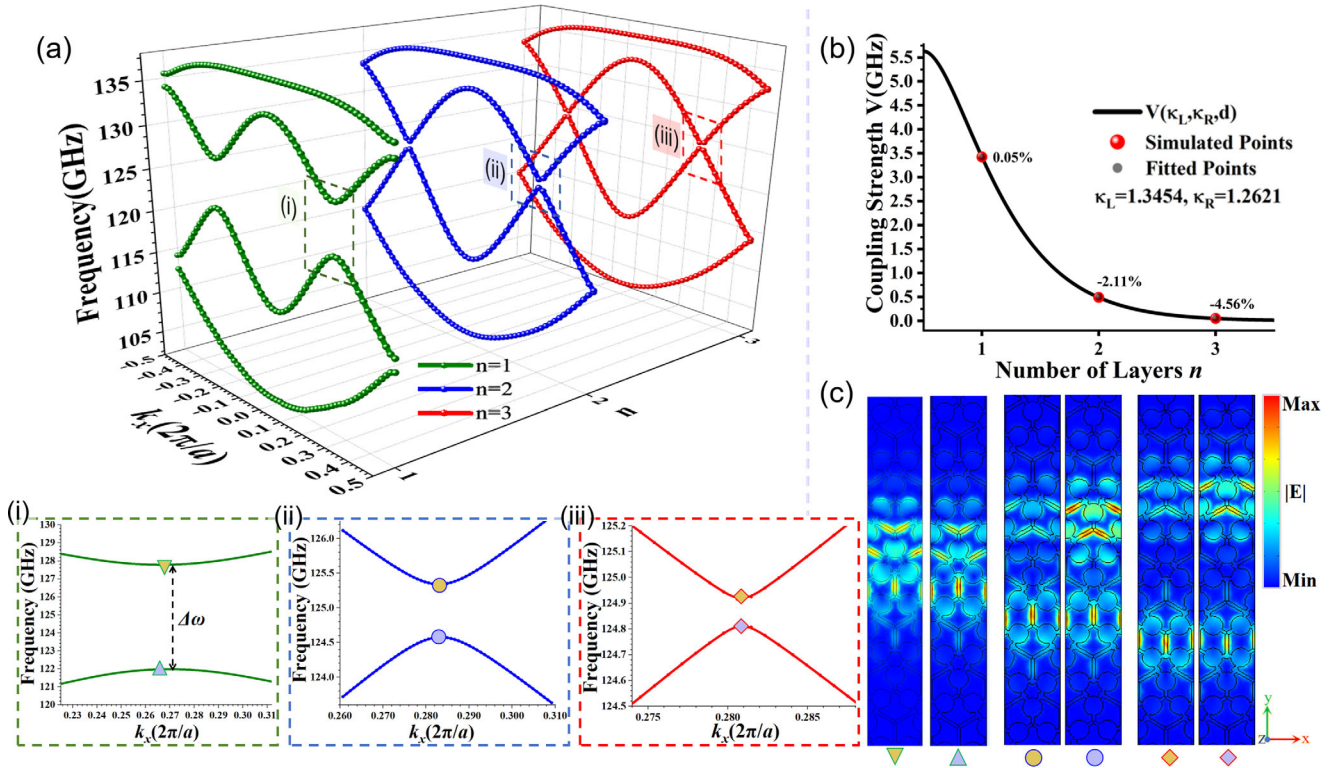 (a)
Frequency(GHz)
135
130
125
120
115
110
105
-0.5
-0.4
-0.3
-0.2
-0.1
0.0
0.1
0.2
0.3
0.4
0.5
kₓ(2π/a)
1
2
3
n
(i)
(ii)
(iii)
n=1
n=2
n=3
(b)
Coupling Strength V(GHz)
5.5
5.0
4.5
4.0
3.5
3.0
2.5
2.0
1.5
1.0
0.5
0.0
V(κL,κR,d)
Simulated Points
Fitted Points
κL=1.3454, κR=1.2621
0.05%
-2.11%
-4.56%
1 2 3
Number of Layers n
(c)
Max
|E|
Min
y
z x
(i)
Frequency (GHz)
130
129
128
127
126
125
124
123
122
121
120
Δω
0.23 0.24 0.25 0.26 0.27 0.28 0.29 0.30 0.31
kₓ(2π/a)
(ii)
Frequency (GHz)
126.0
125.5
125.0
124.5
124.0
0.260 0.270 0.280 0.290 0.300 0.310
kₓ(2π/a)
(iii)
Frequency (GHz)
125.2
125.1
125.0
124.9
124.8
124.7
124.6
124.5
0.275 0.280 0.285
kₓ(2π/a)